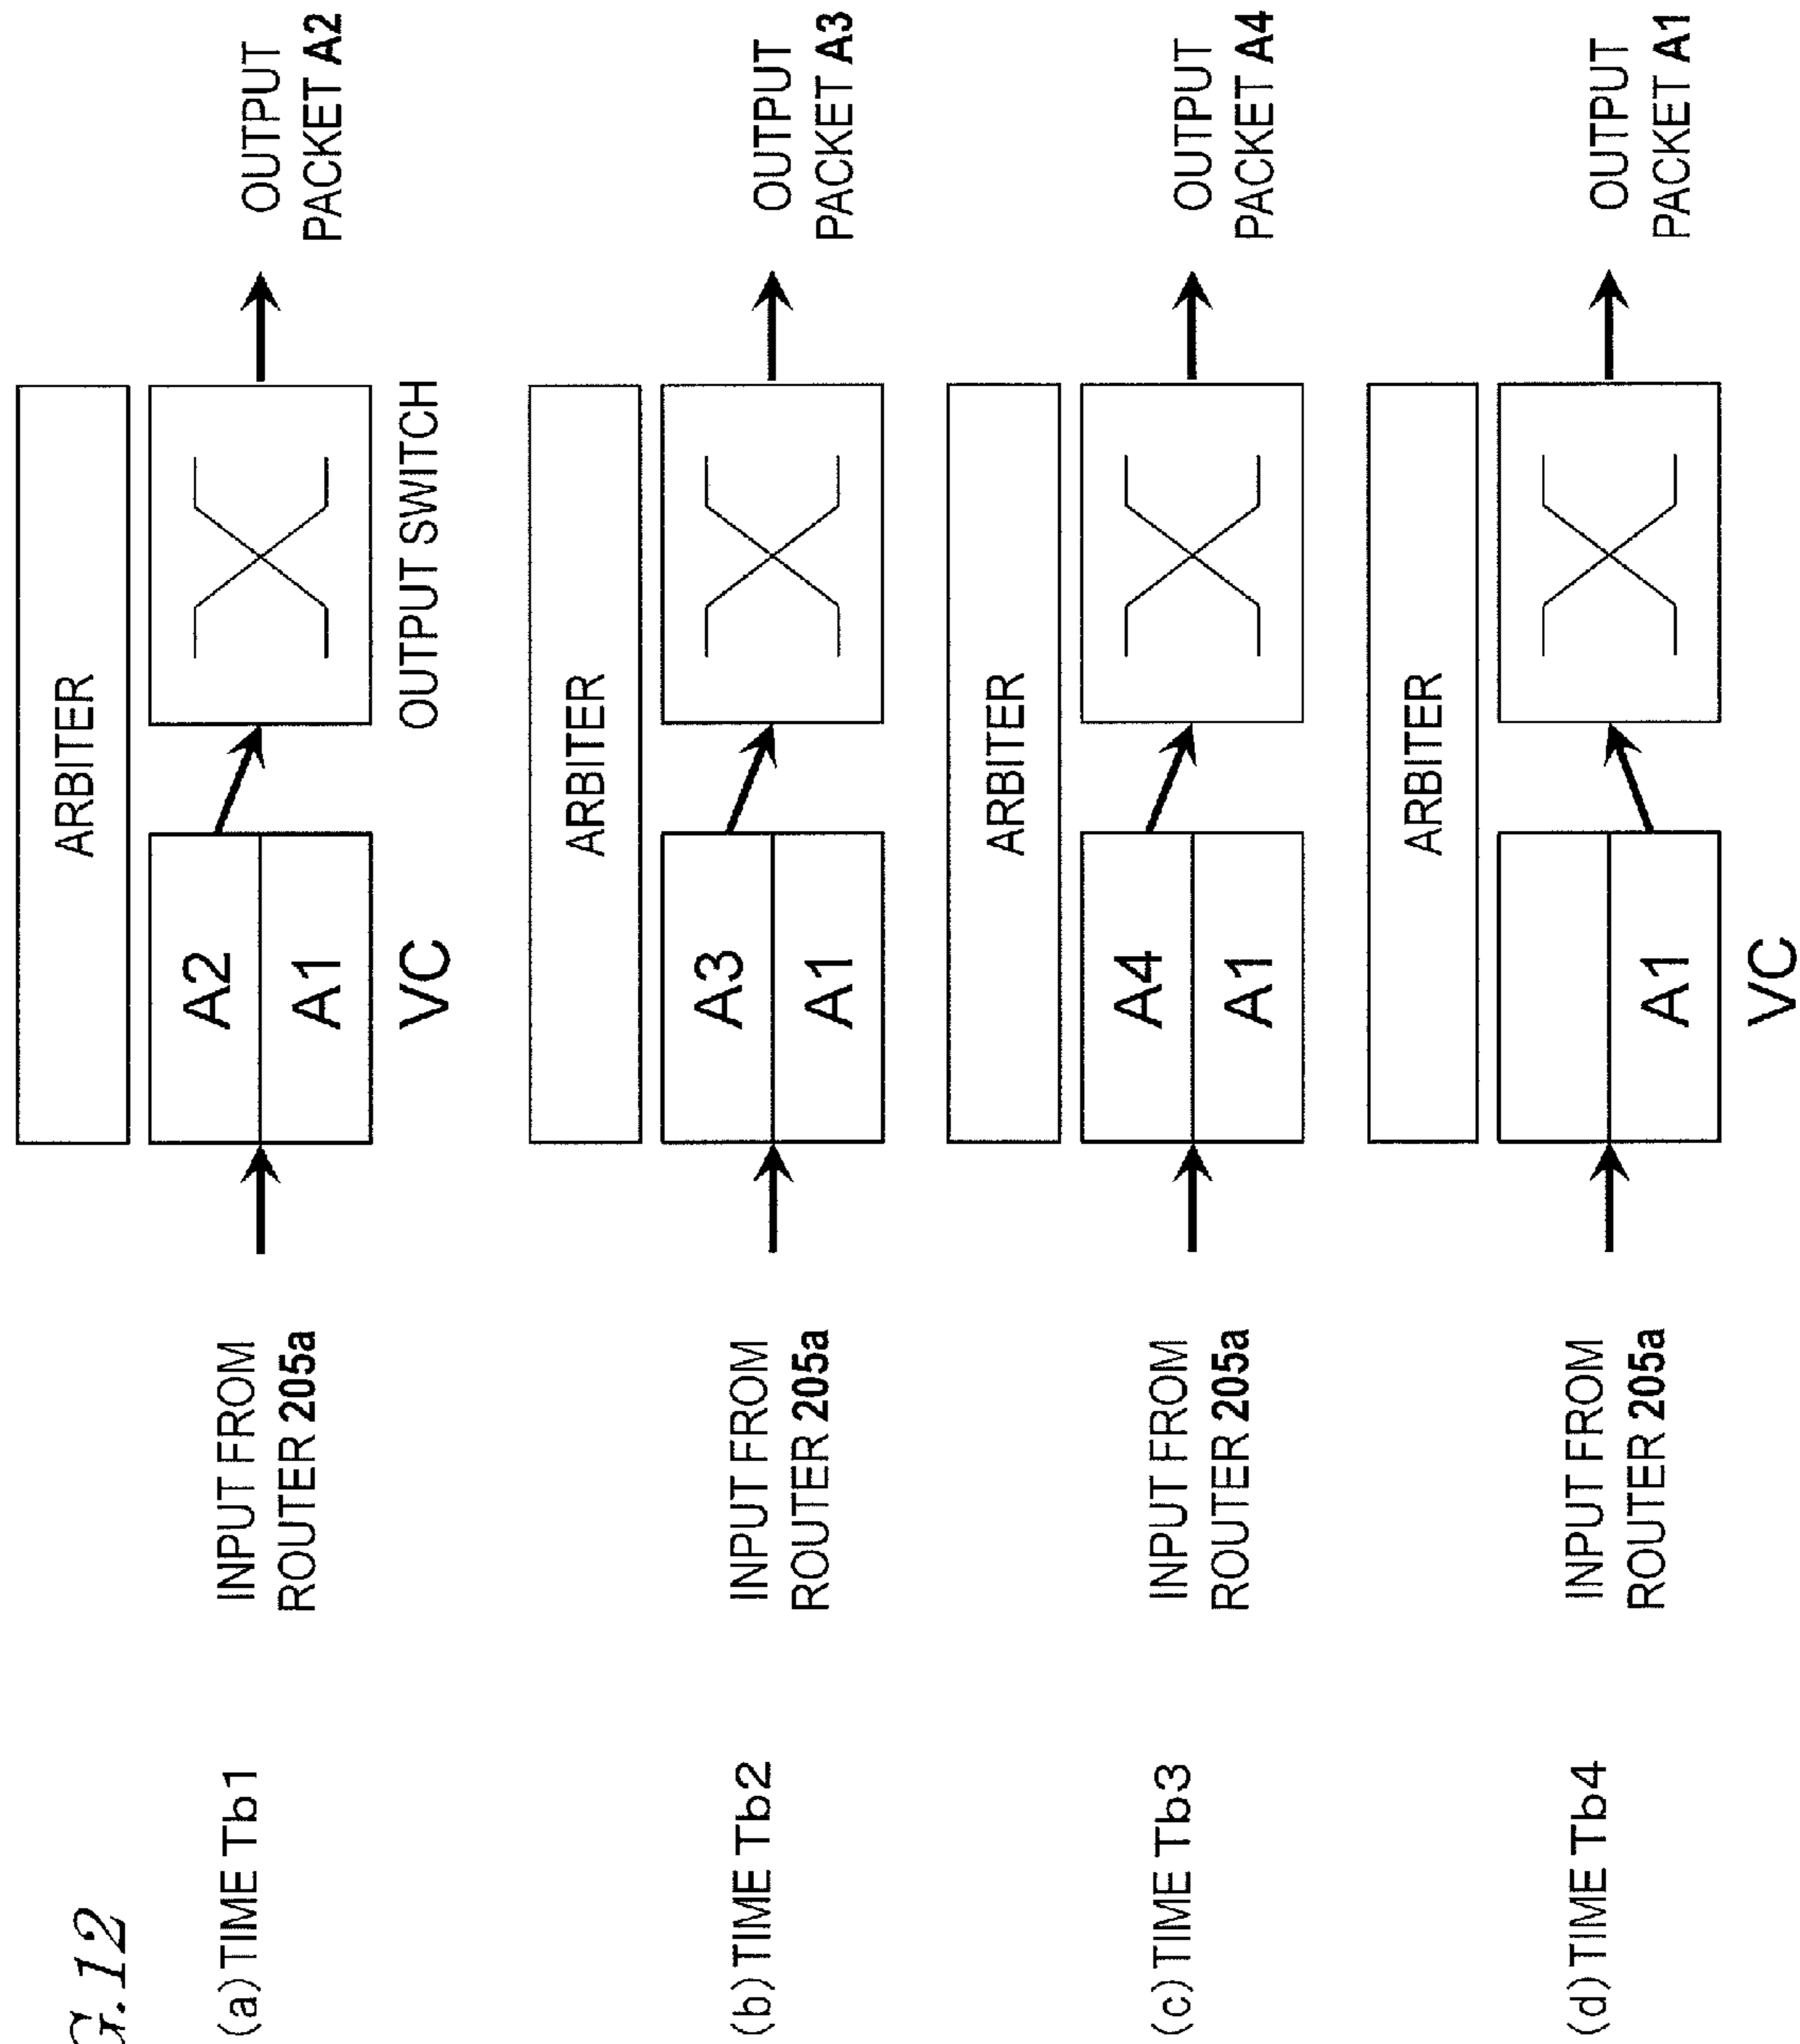 G.12
(a) TIME Tb1
INPUT FROM
ROUTER 205a
ARBITER
A2
A1
VC
OUTPUT SWITCH
OUTPUT
PACKET A2
(b) TIME Tb2
INPUT FROM
ROUTER 205a
ARBITER
A3
A1
OUTPUT
PACKET A3
(c) TIME Tb3
INPUT FROM
ROUTER 205a
ARBITER
A4
A1
OUTPUT
PACKET A4
(d) TIME Tb4
INPUT FROM
ROUTER 205a
ARBITER
A1
VC
OUTPUT
PACKET A1